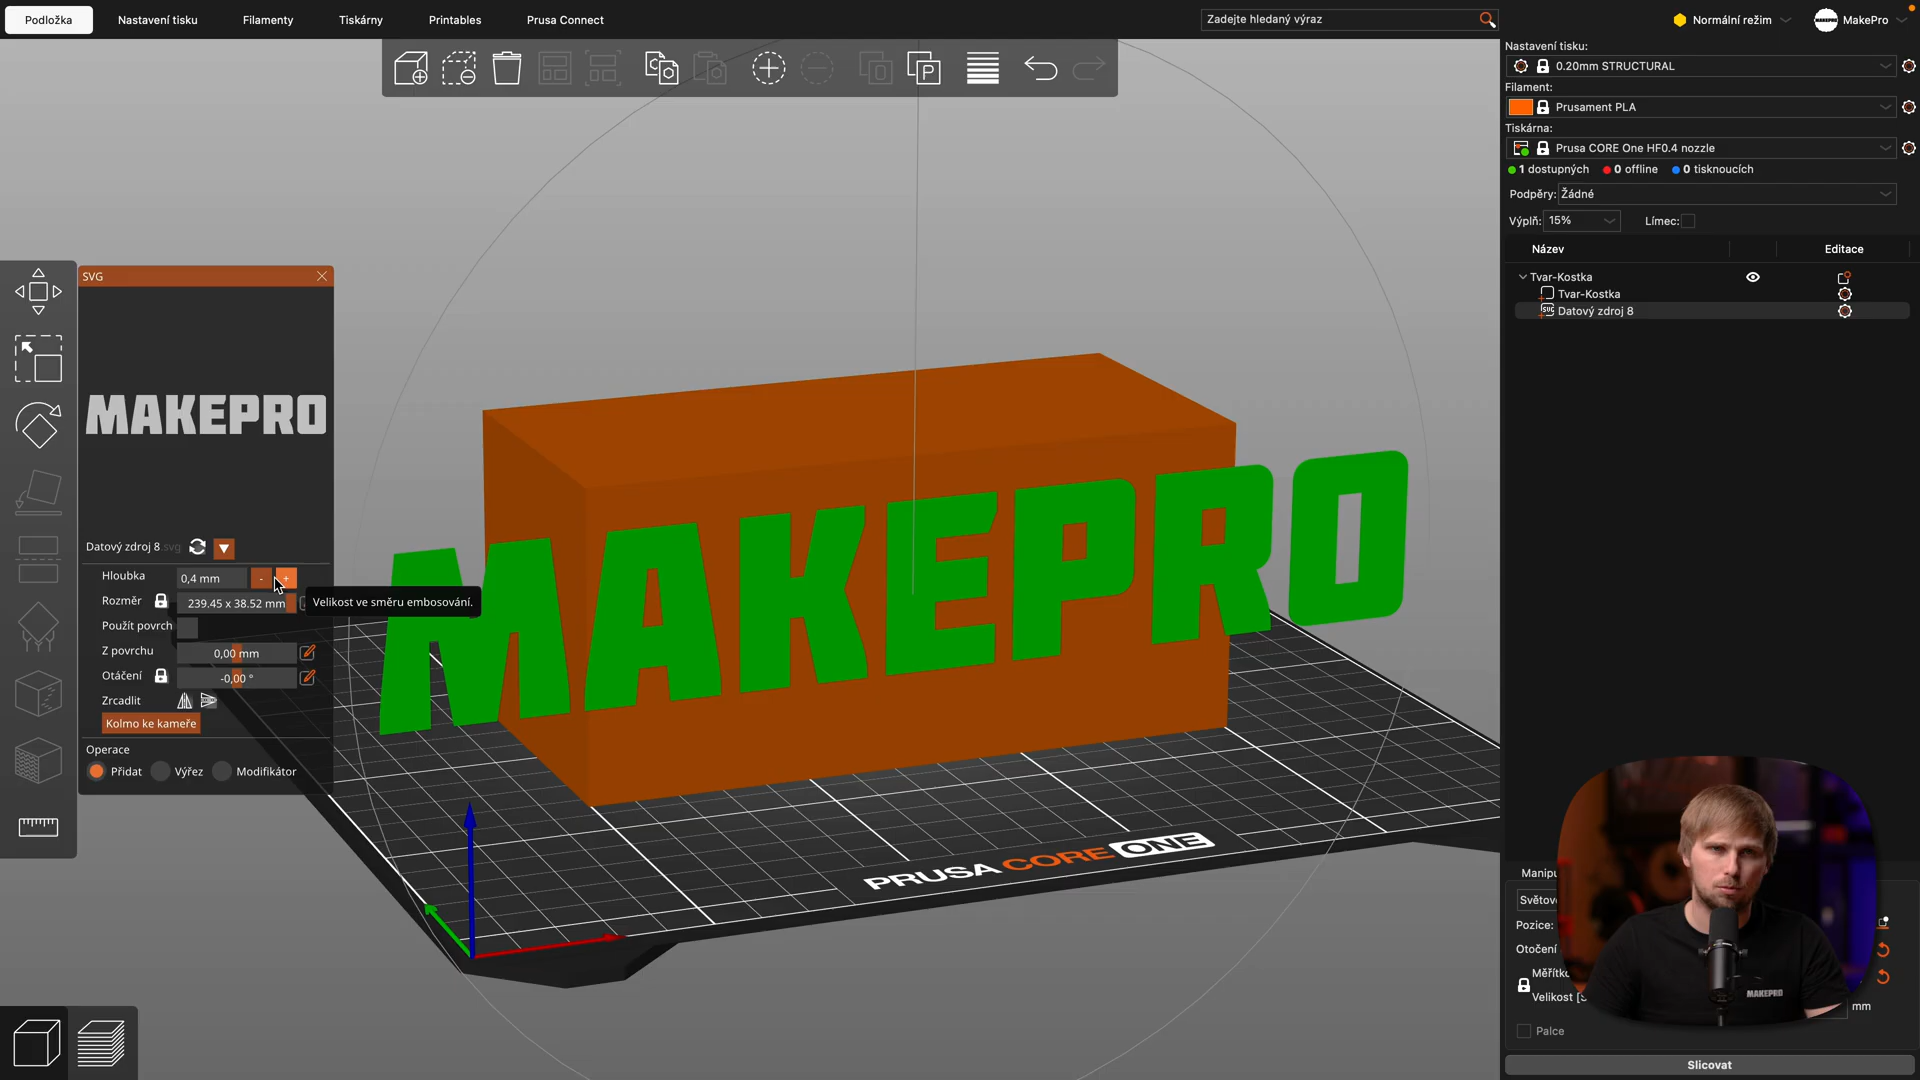 Podložka
Nastavení tisku
Filamenty
Tiskárny
Printables
Prusa Connect
Zadejte hledaný výraz
Normální režim
MakePro
Nastavení tisku:
0.20mm STRUCTURAL
Filament:
Prusament PLA
Tiskárna:
Prusa CORE One HF0.4 nozzle
1 dostupných
0 offline
0 tisknoucích
Podpěry: Žádné
Výplň: 15%
Límec:
Název
Editace
Tvar-Kostka
Tvar-Kostka
Datový zdroj 8
SVG
MAKEPRO
Datový zdroj 8.svg
Hloubka 0,4 mm - +
Rozměr 239.45 x 38.52 mm
Velikost ve směru embosování.
Použít povrch
Z povrchu 0,00 mm
Otáčení -0,00 °
Zrcadlit
Kolmo ke kameře
Operace
Přidat Výřez Modifikátor
MAKEPRO
PRUSA CORE ONE
Pozice:
Otočení
Velikost
mm
Palce
MAKEPRO
Slicovat